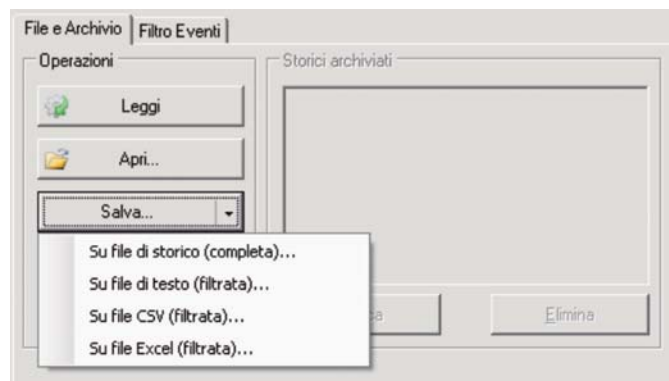 File e Archivio
Filtro Eventi
Operazioni
Storici archiviati
Leggi
Apri...
Salva...
Su file di storico (completa)...
Su file di testo (filtrata)...
Su file CSV (filtrata)...
Su file Excel (filtrata)...
Elimina